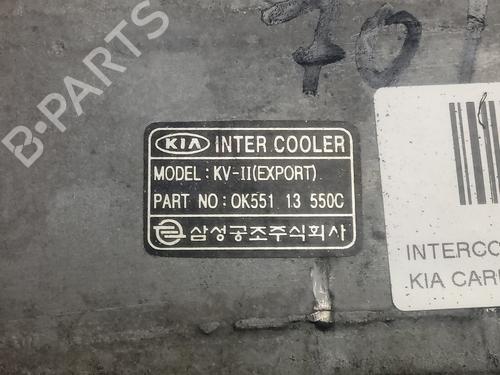 B-PARTS
701
KIA INTER COOLER
MODEL : KV-II(EXPORT)
PART NO : OK551 13 550C
삼성공조주식회사
INTERCO
KIA CAR